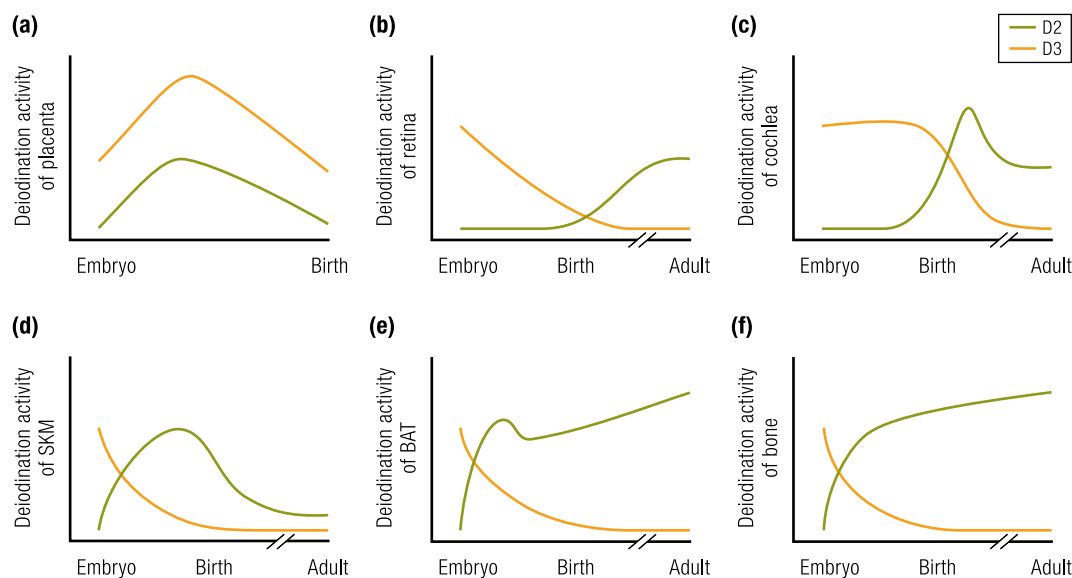 (a)
Deiodination activity
of placenta
Embryo
Birth
(b)
Deiodination activity
of retina
Embryo
Birth
Adult
(c)
D2
D3
Deiodination activity
of cochlea
Embryo
Birth
Adult
(d)
Deiodination activity
of SKM
Embryo
Birth
Adult
(e)
Deiodination activity
of BAT
Embryo
Birth
Adult
(f)
Deiodination activity
of bone
Embryo
Birth
Adult